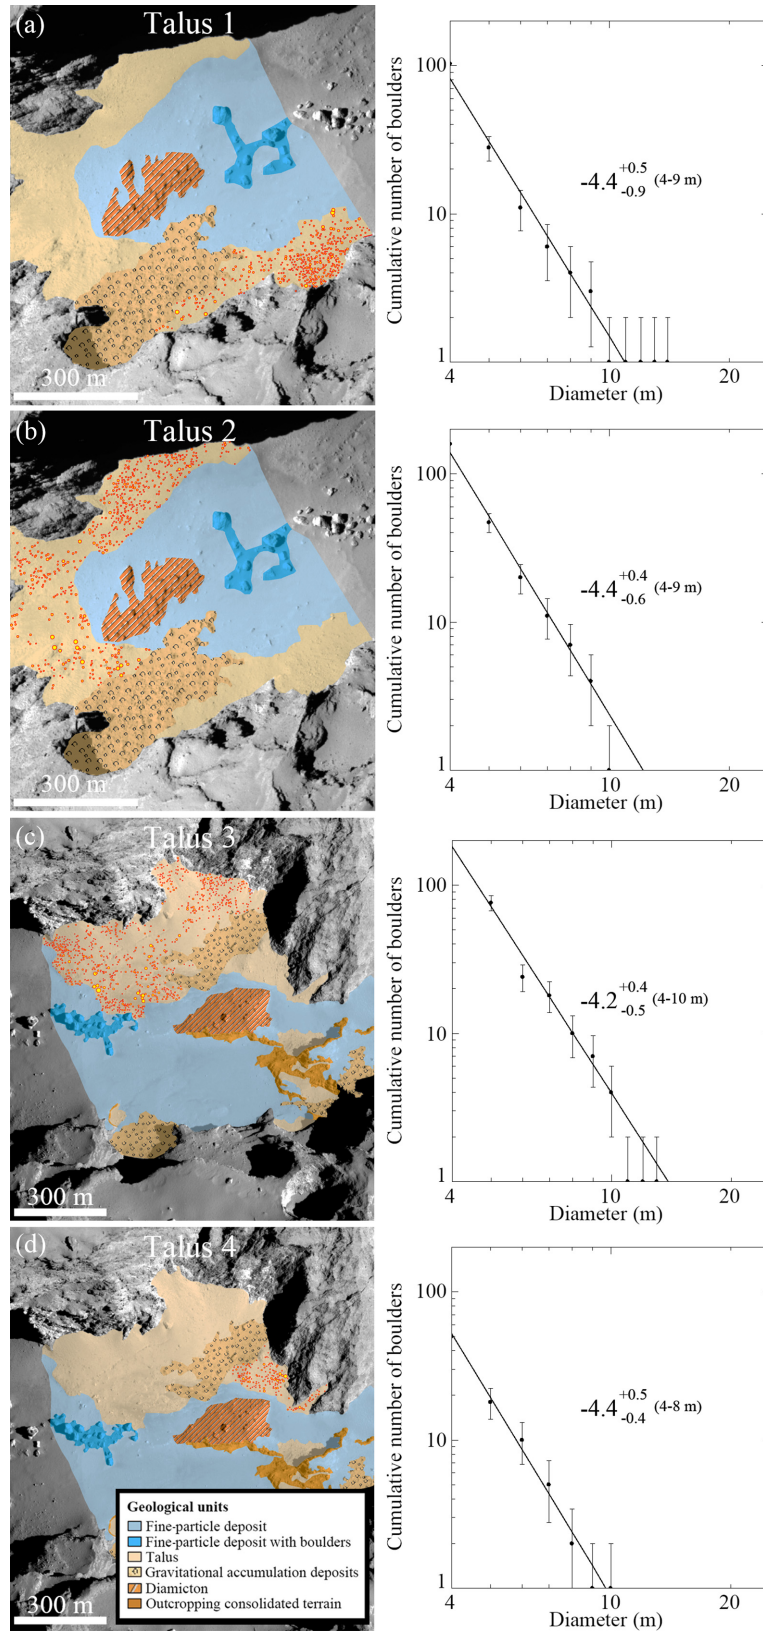 (a)
Talus 1
300 m
Cumulative number of boulders
100
10
1
-4.4 +0.5 -0.9 (4-9 m)
4
10
20
Diameter (m)
(b)
Talus 2
300 m
Cumulative number of boulders
100
10
1
-4.4 +0.4 -0.6 (4-9 m)
4
10
20
Diameter (m)
(c)
Talus 3
300 m
Cumulative number of boulders
100
10
1
-4.2 +0.4 -0.5 (4-10 m)
4
10
20
Diameter (m)
(d)
Talus 4
300 m
Geological units
Fine-particle deposit
Fine-particle deposit with boulders
Talus
Gravitational accumulation deposits
Diamicton
Outcropping consolidated terrain
Cumulative number of boulders
100
10
1
-4.4 +0.5 -0.4 (4-8 m)
4
10
20
Diameter (m)